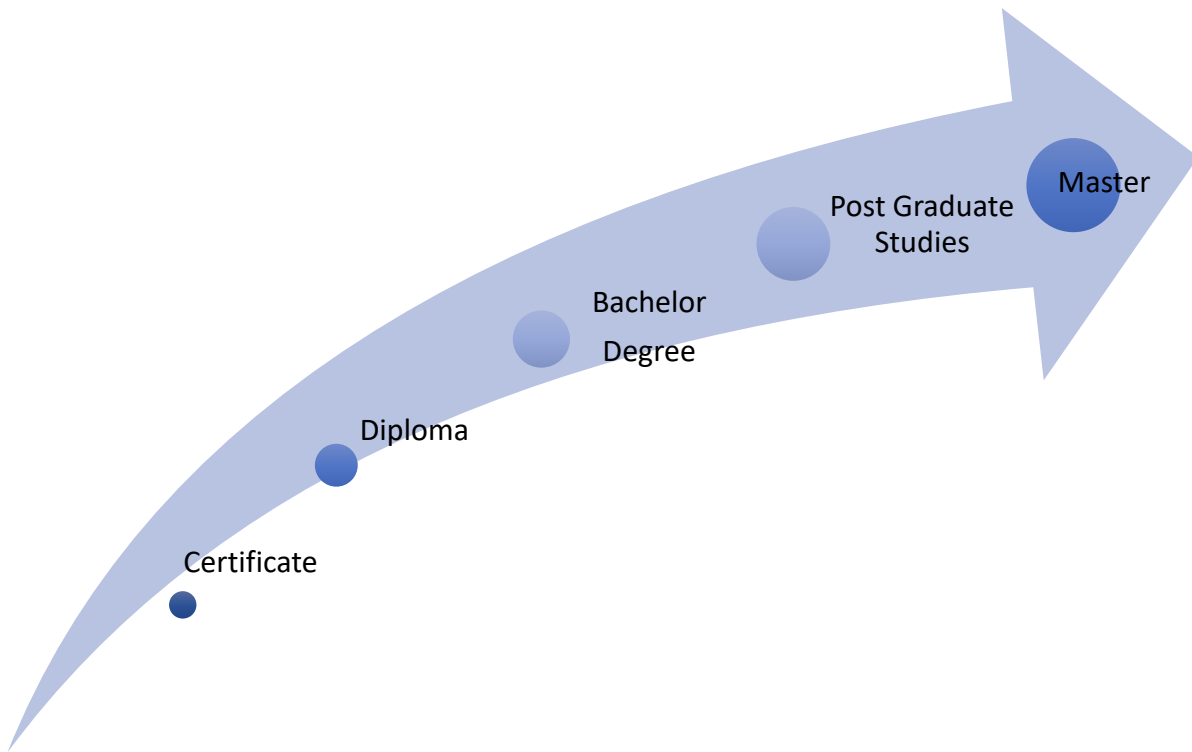 Master
Post Graduate
Studies
Bachelor
Degree
Diploma
Certificate